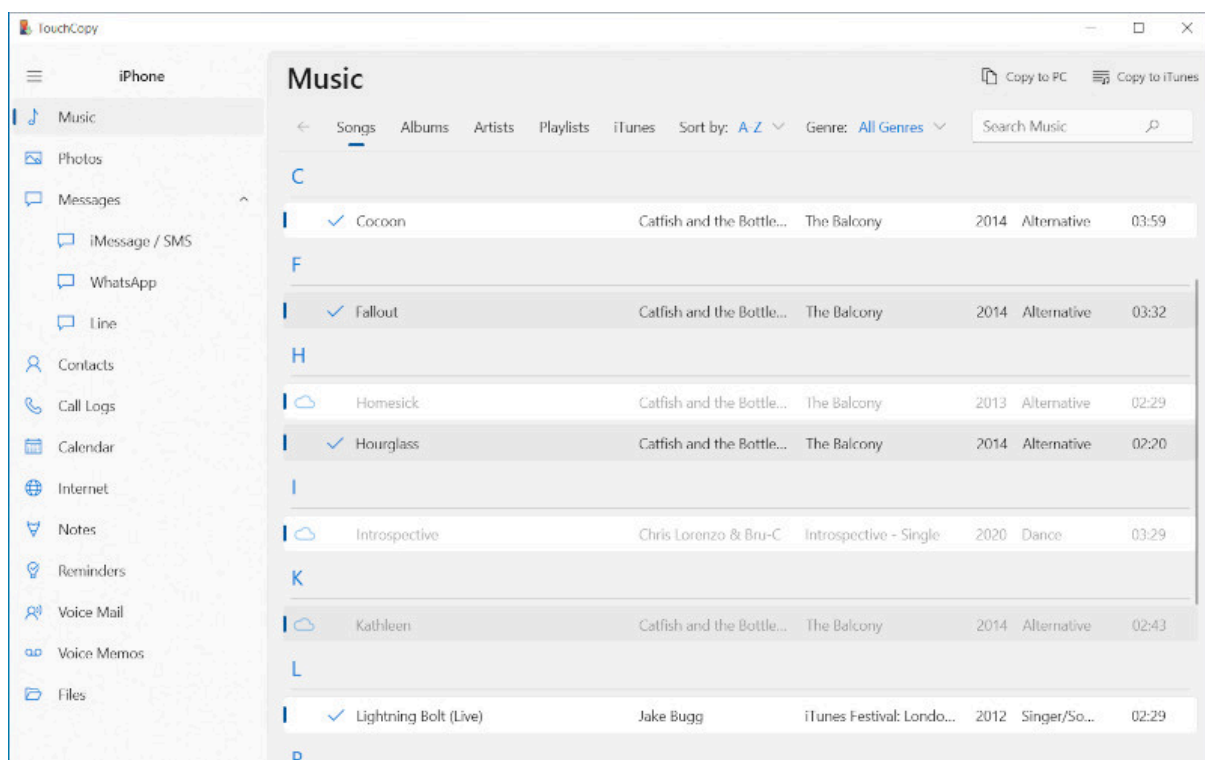 TouchCopy
iPhone
Music
Photos
Messages
iMessage / SMS
WhatsApp
Line
Contacts
Call Logs
Calendar
Internet
Notes
Reminders
Voice Mail
Voice Memos
Files
Music
Copy to PC Copy to iTunes
Songs Albums Artists Playlists iTunes Sort by: A-Z Genre: All Genres Search Music
C
Cocoon Catfish and the Bottle... The Balcony 2014 Alternative 03:59
F
Fallout Catfish and the Bottle... The Balcony 2014 Alternative 03:32
H
Homesick Catfish and the Bottle... The Balcony 2013 Alternative 02:29
Hourglass Catfish and the Bottle... The Balcony 2014 Alternative 02:20
I
Introspective Chris Lorenzo & Bru-C Introspective - Single 2020 Dance 03:29
K
Kathleen Catfish and the Bottle... The Balcony 2014 Alternative 02:43
L
Lightning Bolt (Live) Jake Bugg iTunes Festival: Londo... 2012 Singer/So... 02:29